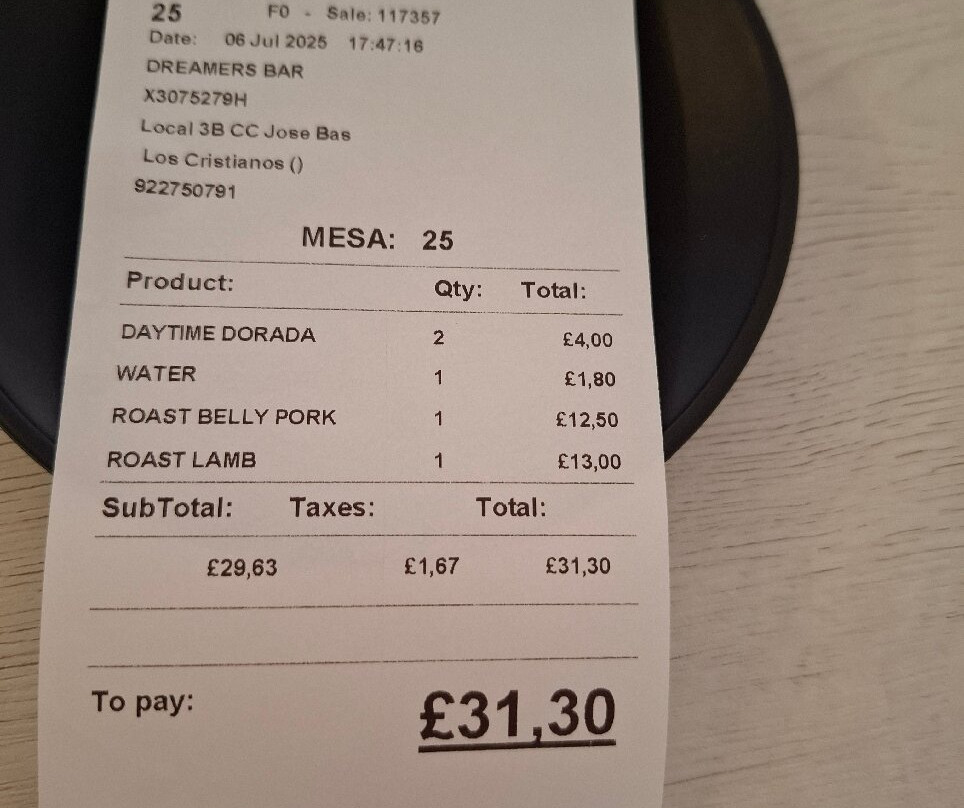 25 F0 - Sale: 117357
Date: 06 Jul 2025 17:47:16
DREAMERS BAR
X3075279H
Local 3B CC Jose Bas
Los Cristianos ()
922750791
MESA: 25
Product: Qty: Total:
DAYTIME DORADA 2 £4,00
WATER 1 £1,80
ROAST BELLY PORK 1 £12,50
ROAST LAMB 1 £13,00
SubTotal: Taxes: Total:
£29,63 £1,67 £31,30
To pay: £31,30